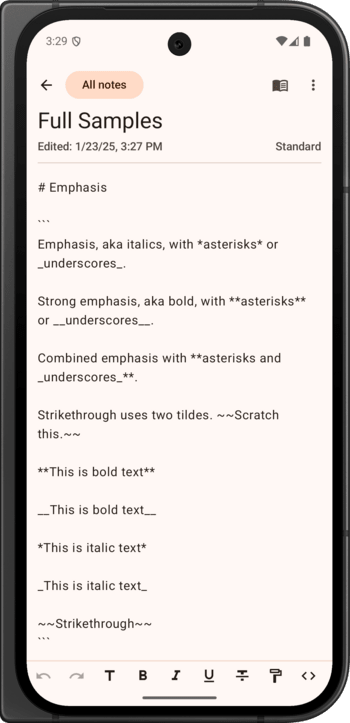 3:29
All notes
Full Samples
Edited: 1/23/25, 3:27 PM
Standard
# Emphasis
```
Emphasis, aka italics, with *asterisks* or
_underscores_.
Strong emphasis, aka bold, with **asterisks**
or __underscores__.
Combined emphasis with **asterisks and
_underscores_**.
Strikethrough uses two tildes. ~~Scratch
this.~~
**This is bold text**
__This is bold text__
*This is italic text*
_This is italic text_
~~Strikethrough~~
```
T B I U S <>